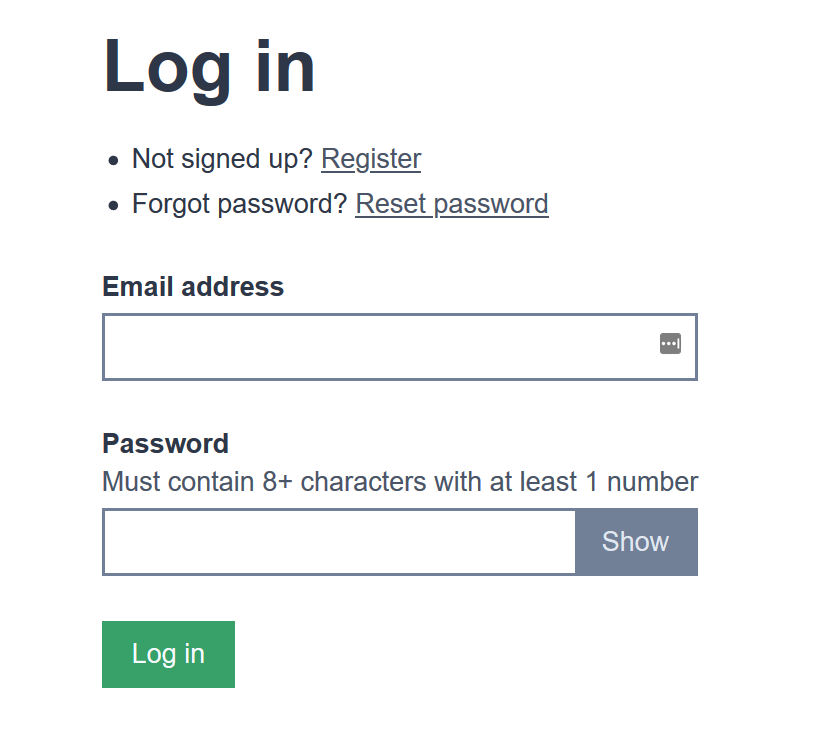 Log in
Not signed up? Register
Forgot password? Reset password
Email address
Password
Must contain 8+ characters with at least 1 number
Show
Log in